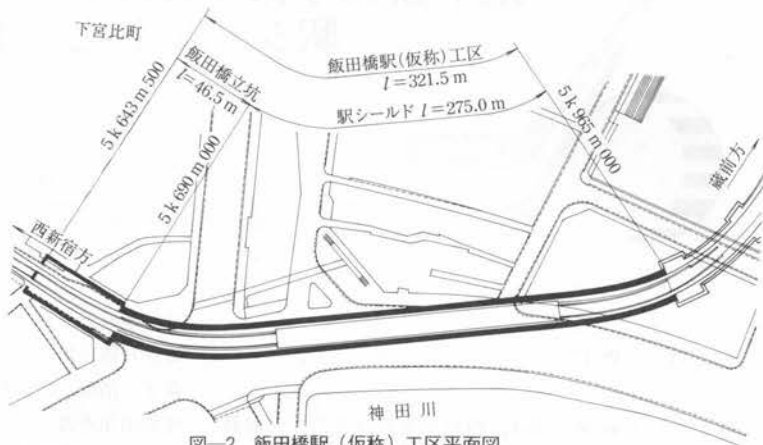 下宮比町
飯田橋駅(仮称)工区
l=321.5 m
飯田橋立坑
l=46.5 m
駅シールド l=275.0 m
5 k 643 m 500
5 k 690 m 000
5 k 965 m 000
蔵前方
西新宿方
神田川
図―2 飯田橋駅(仮称)工区平面図